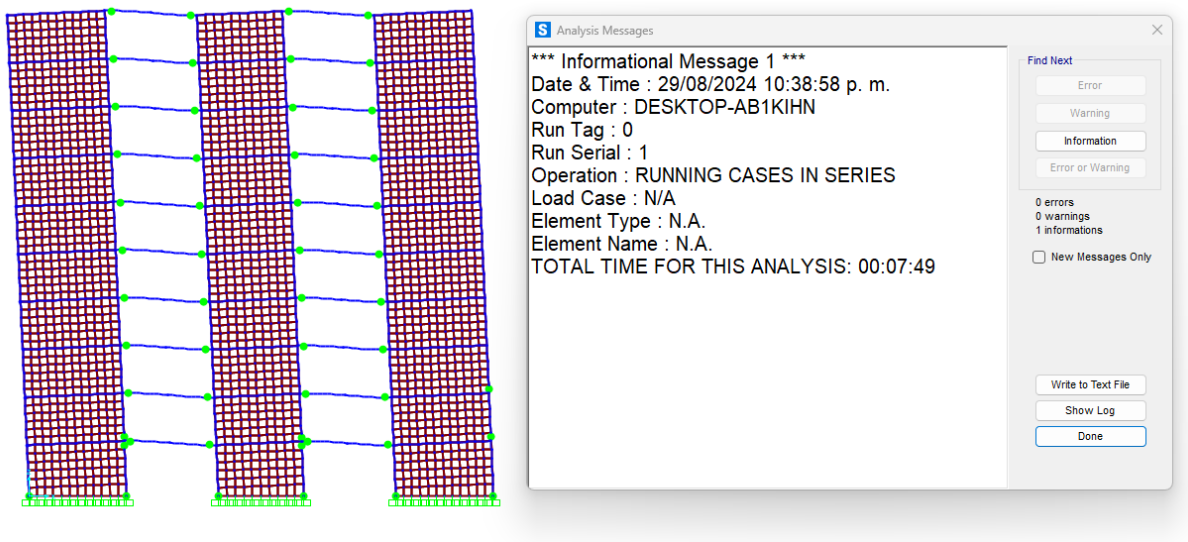 S Analysis Messages
*** Informational Message 1 ***
Date & Time : 29/08/2024 10:38:58 p. m.
Computer : DESKTOP-AB1KIHN
Run Tag : 0
Run Serial : 1
Operation : RUNNING CASES IN SERIES
Load Case : N/A
Element Type : N.A.
Element Name : N.A.
TOTAL TIME FOR THIS ANALYSIS: 00:07:49
Find Next
Error
Warning
Information
Error or Warning
0 errors
0 warnings
1 informations
New Messages Only
Write to Text File
Show Log
Done